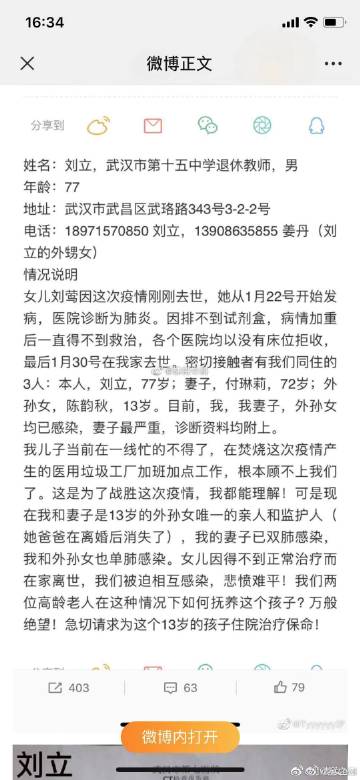 16:34
微博正文
分享到
姓名：刘立，武汉市第十五中学退休教师，男
年龄：77
地址：武汉市武昌区武珞路343号3-2-2号
电话：18971570850 刘立，13908635855 姜丹（刘
立的外甥女）
情况说明
女儿刘莺因这次疫情刚刚去世，她从1月22号开始发
病，医院诊断为肺炎。因排不到试剂盒，病情加重
后一直得不到救治，各个医院均以没有床位拒收，
最后1月30号在我家去世。密切接触者有我们同住的
3人：本人，刘立，77岁；妻子，付琳莉，72岁；外
孙女，陈韵秋，13岁。目前，我，我妻子，外孙女
均已感染，妻子最严重，诊断资料均附上。
我儿子当前在一线忙的不得了，在焚烧这次疫情产
生的医用垃圾工厂加班加点工作，根本顾不上我们
了。这是为了战胜这次疫情，我都能理解！可是现
在我和妻子是13岁的外孙女唯一的亲人和监护人（
她爸爸在离婚后消失了），我的妻子已双肺感染，
我和外孙女也单肺感染。女儿因得不到正常治疗而
在家离世，我们被迫相互感染，悲愤难平！我们两
位高龄老人在这种情况下如何抚养这个孩子？万般
绝望！急切请求为这个13岁的孩子住院治疗保命！
分享到
403
63
79
微博内打开
刘立